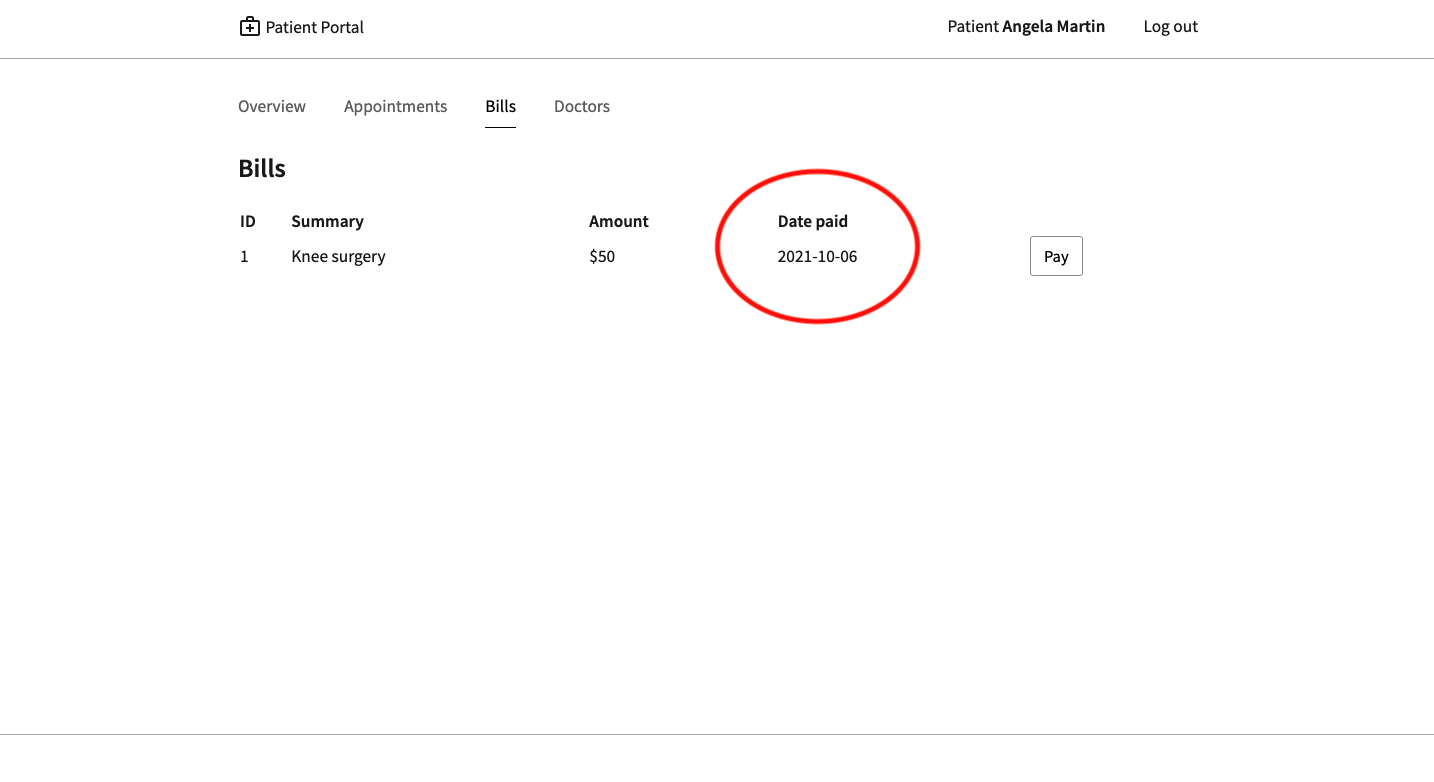 Patient Portal Patient Angela Martin Log out
Overview Appointments Bills Doctors
Bills
ID Summary Amount Date paid
1 Knee surgery $50 2021-10-06 Pay